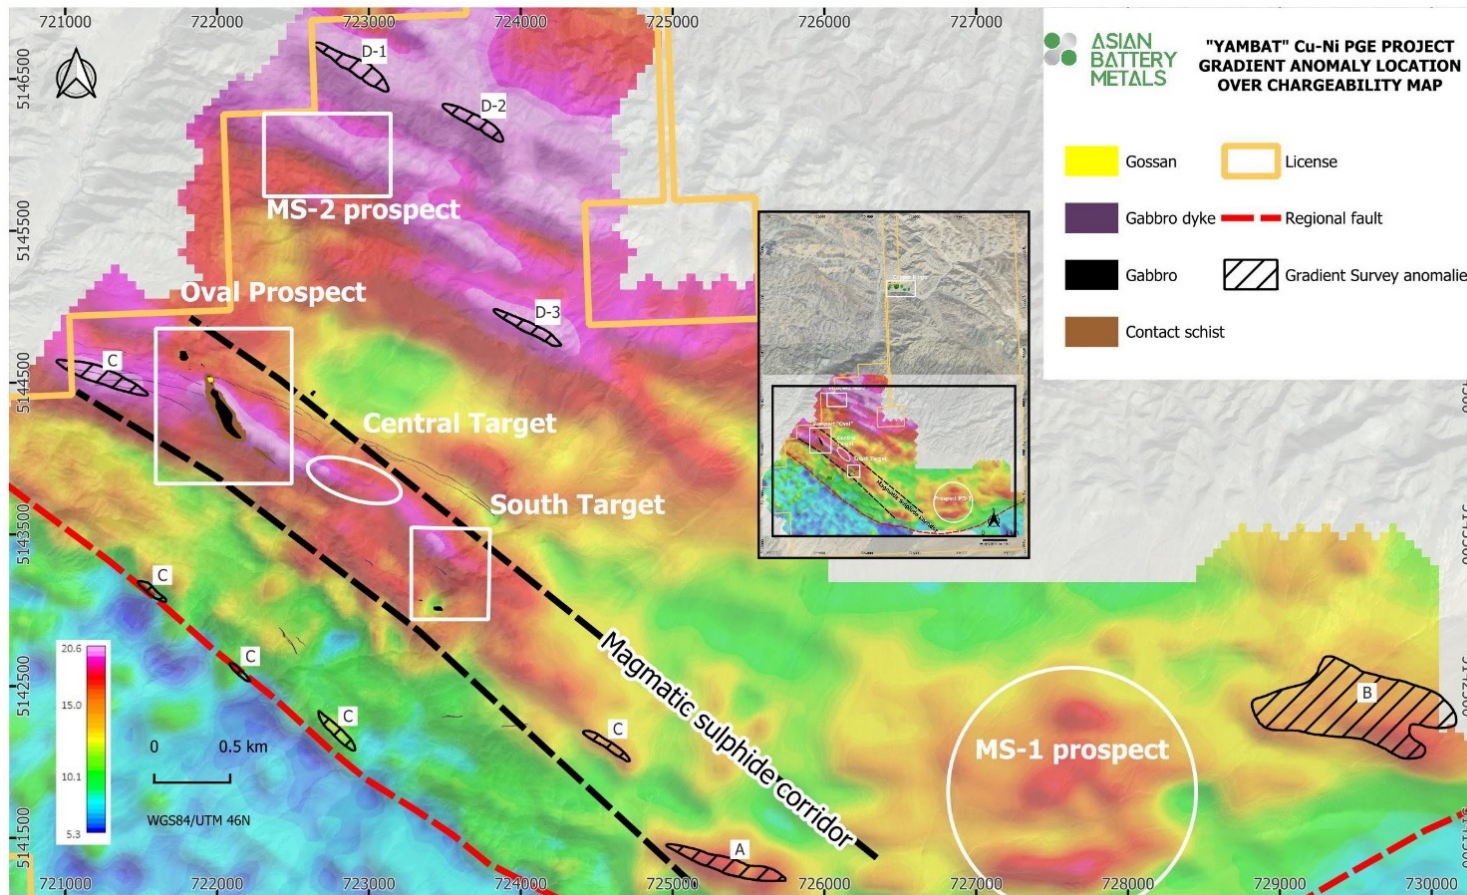 721000 722000 723000 724000 725000 726000 727000
ASIAN
BATTERY
METALS
"YAMBAT" Cu-Ni PGE PROJECT
GRADIENT ANOMALY LOCATION
OVER CHARGEABILITY MAP
Gossan
License
Gabbro dyke
Regional fault
Gabbro
Gradient Survey anomalie
Contact schist
5146500
5145500
5144500
5143500
5142500
5141500
D-1
D-2
MS-2 prospect
Oval Prospect
D-3
C
Central Target
South Target
C
C
C
C
Magmatic sulphide corridor
MS-1 prospect
B
A
20.6
15.0
10.1
5.3
0 0.5 km
WGS84/UTM 46N
721000 722000 723000 724000 725000 726000 727000 728000 729000 730000